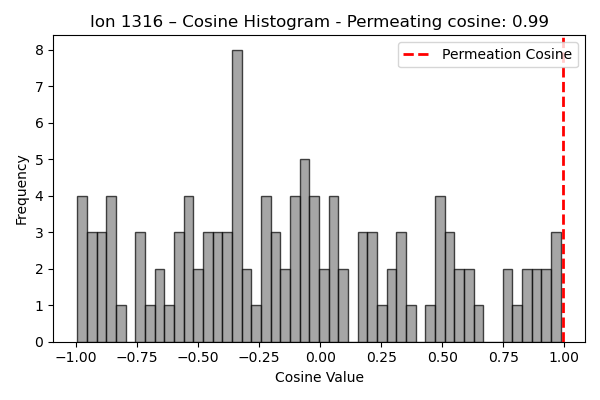 Ion 1316 – Cosine Histogram - Permeating cosine: 0.99
Permeation Cosine
Frequency
8
7
6
5
4
3
2
1
0
−1.00 −0.75 −0.50 −0.25 0.00 0.25 0.50 0.75 1.00
Cosine Value